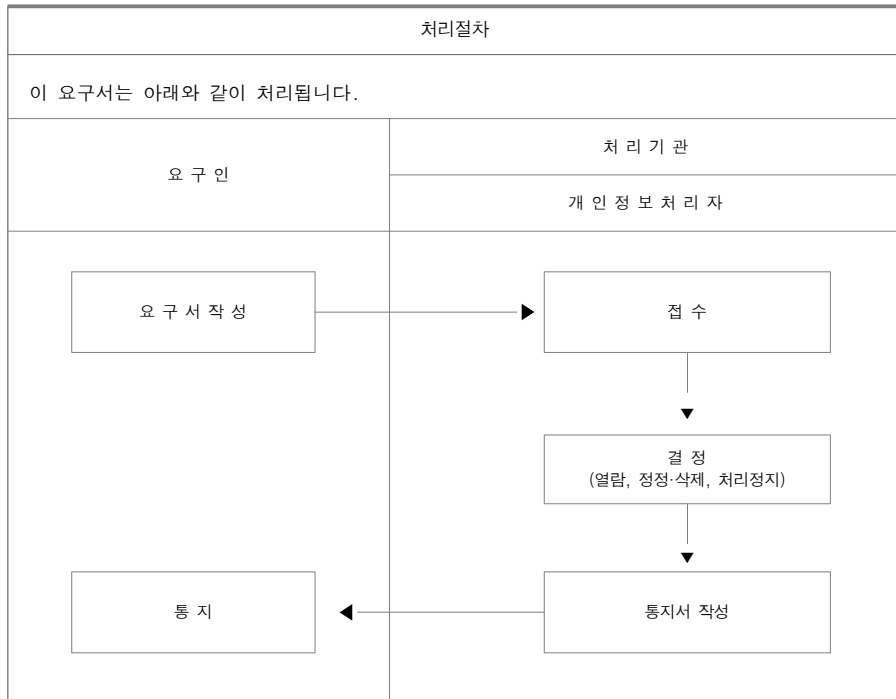 처리절차
이 요구서는 아래와 같이 처리됩니다.
요 구 인
처 리 기 관
개 인 정 보 처 리 자
요 구 서 작 성
접 수
결 정
(열람, 정정·삭제, 처리정지)
통 지
통지서 작성